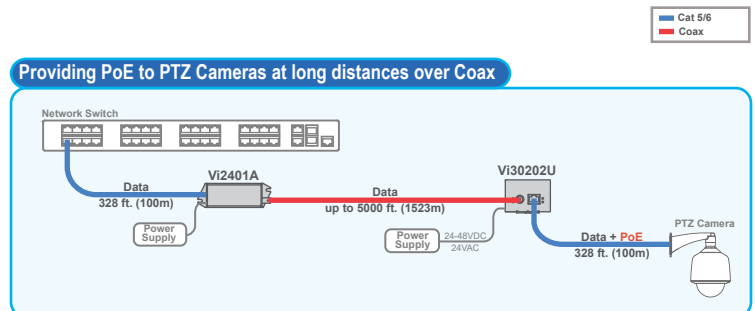 Cat 5/6
Coax
Providing PoE to PTZ Cameras at long distances over Coax
Network Switch
Vi2401A
Data
328 ft. (100m)
Power
Supply
Data
up to 5000 ft. (1523m)
Vi30202U
Power
Supply
24-48VDC
24VAC
Data + PoE
328 ft. (100m)
PTZ Camera